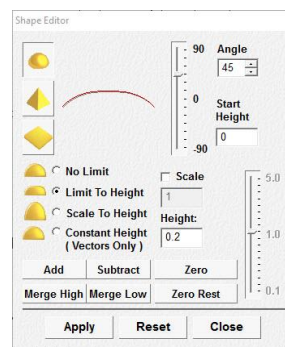 Shape Editor
90
Angle
45
0
Start
Height
0
-90
No Limit
Scale
5.0
Limit To Height
1
Scale To Height
Height:
Constant Height
0.2
1.0
( Vectors Only )
Add Subtract Zero
0.1
Merge High Merge Low Zero Rest
Apply Reset Close